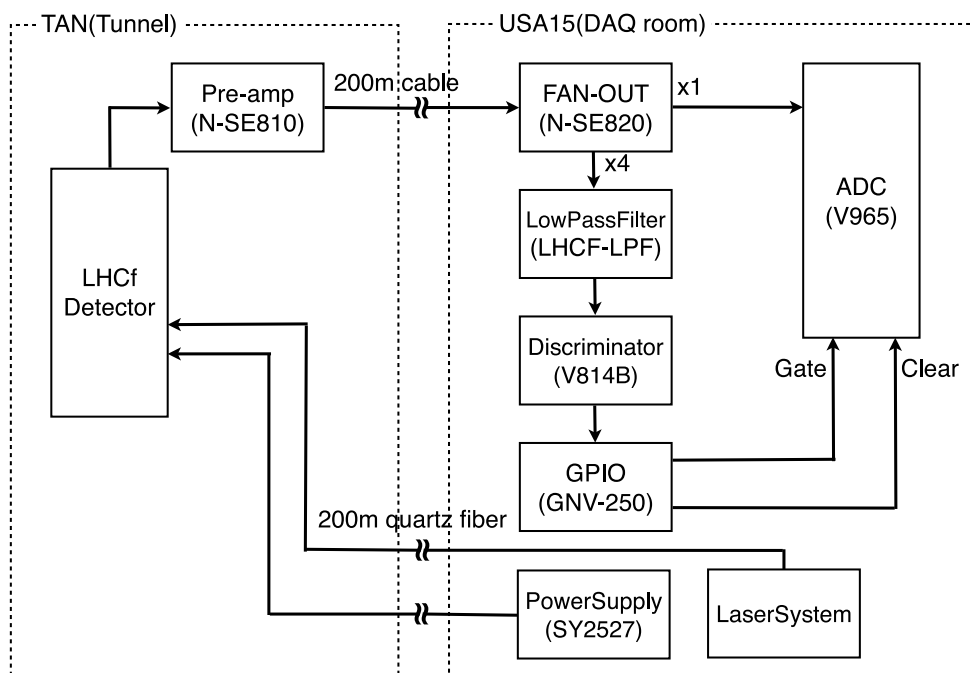 TAN(Tunnel)
USA15(DAQ room)
Pre-amp
(N-SE810)
200m cable
FAN-OUT
(N-SE820)
x1
x4
ADC
(V965)
LowPassFilter
(LHCF-LPF)
LHCf
Detector
Discriminator
(V814B)
Gate
Clear
GPIO
(GNV-250)
200m quartz fiber
PowerSupply
(SY2527)
LaserSystem